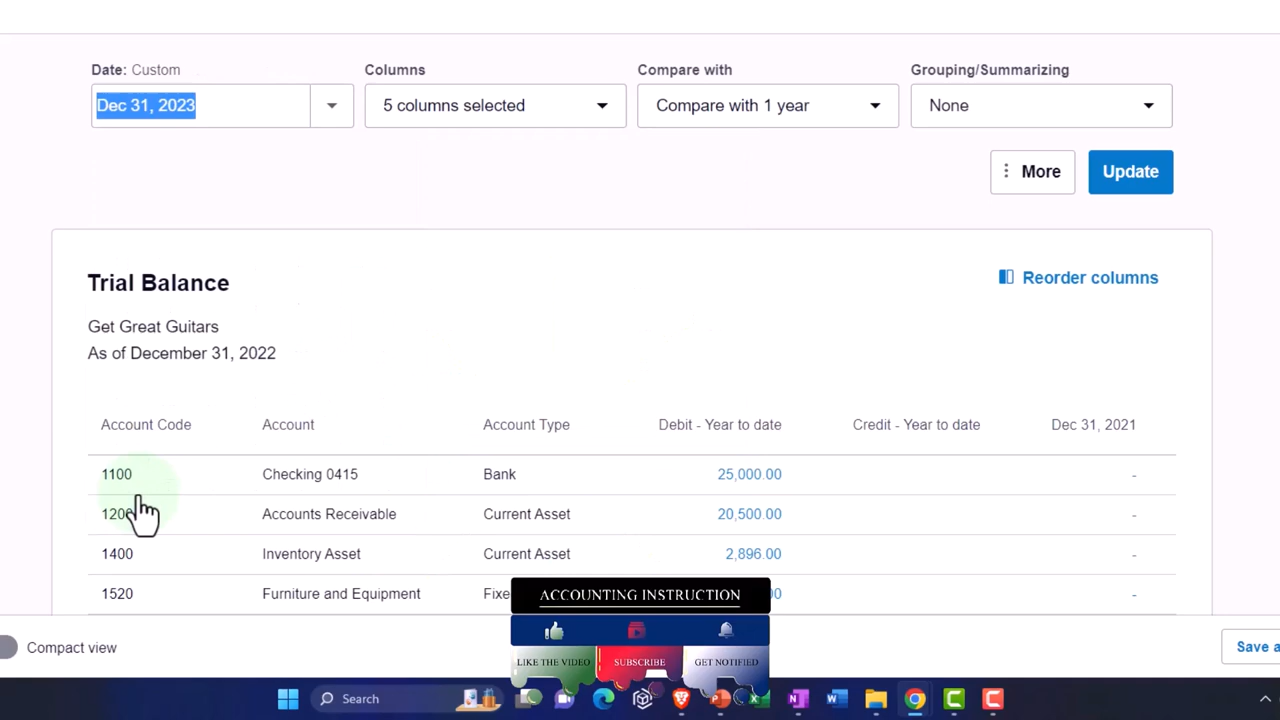 Date: Custom Columns Compare with Grouping/Summarizing
Dec 31, 2023 5 columns selected Compare with 1 year None
More Update
Trial Balance Reorder columns
Get Great Guitars
As of December 31, 2022
Account Code Account Account Type Debit - Year to date Credit - Year to date Dec 31, 2021
1100 Checking 0415 Bank 25,000.00 -
1200 Accounts Receivable Current Asset 20,500.00 -
1400 Inventory Asset Current Asset 2,896.00 -
1520 Furniture and Equipment -
ACCOUNTING INSTRUCTION
LIKE THE VIDEO SUBSCRIBE GET NOTIFIED
Compact view Save a
Search